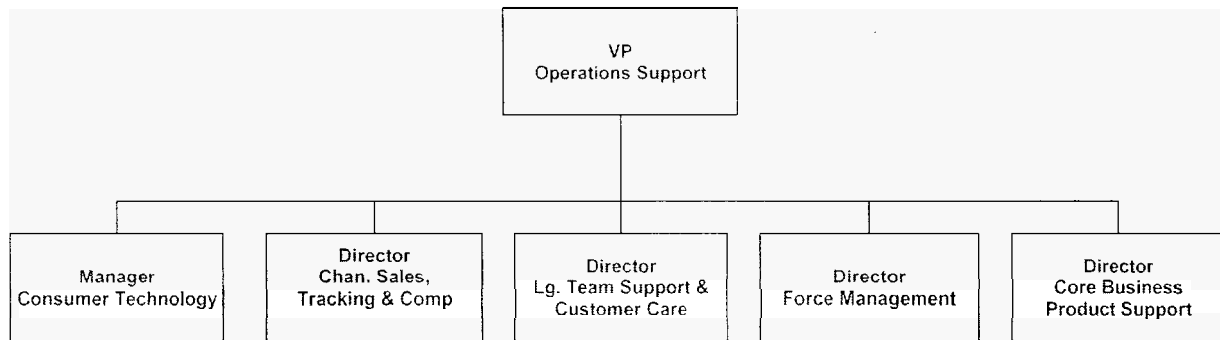 VP
Operations Support
Manager
Consumer Technology
Director
Chan. Sales,
Tracking & Comp
Director
Lg. Team Support &
Customer Care
Director
Force Management
Director
Core Business
Product Support